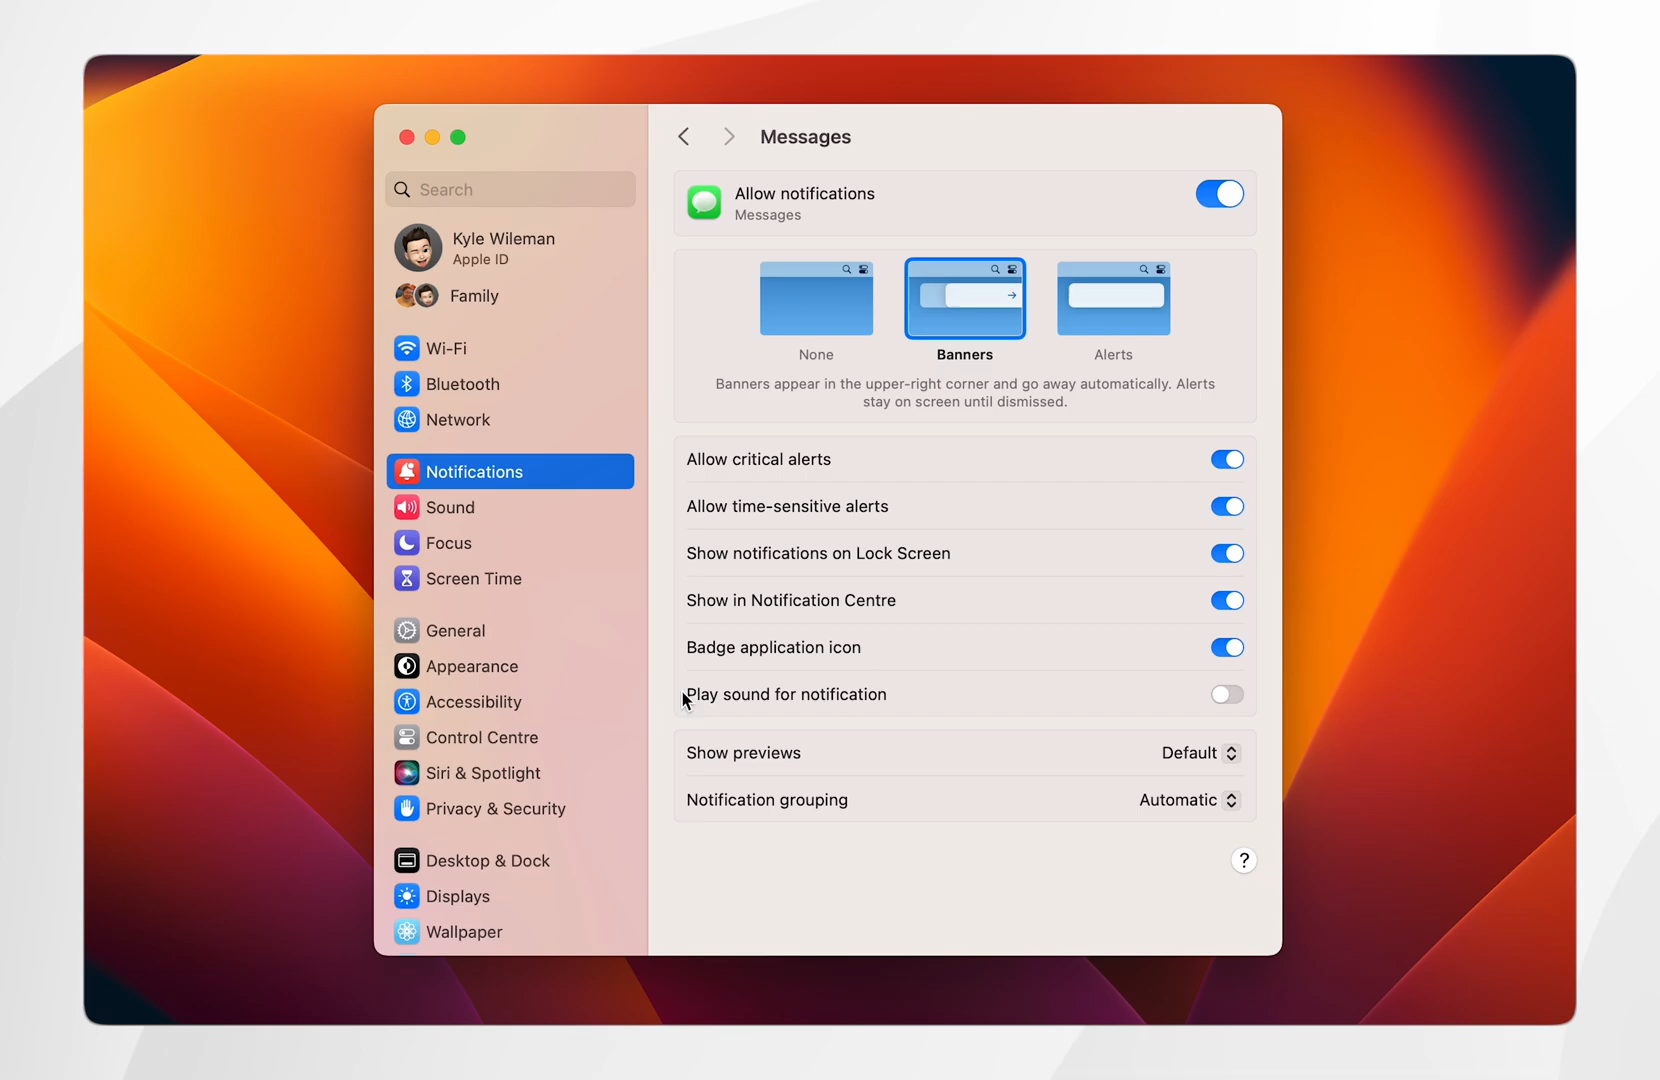 Messages
Search
Kyle Wileman
Apple ID
Family
Wi-Fi
Bluetooth
Network
Notifications
Sound
Focus
Screen Time
General
Appearance
Accessibility
Control Centre
Siri & Spotlight
Privacy & Security
Desktop & Dock
Displays
Wallpaper
Allow notifications
Messages
None
Banners
Alerts
Banners appear in the upper-right corner and go away automatically. Alerts
stay on screen until dismissed.
Allow critical alerts
Allow time-sensitive alerts
Show notifications on Lock Screen
Show in Notification Centre
Badge application icon
Play sound for notification
Show previews Default
Notification grouping Automatic
?